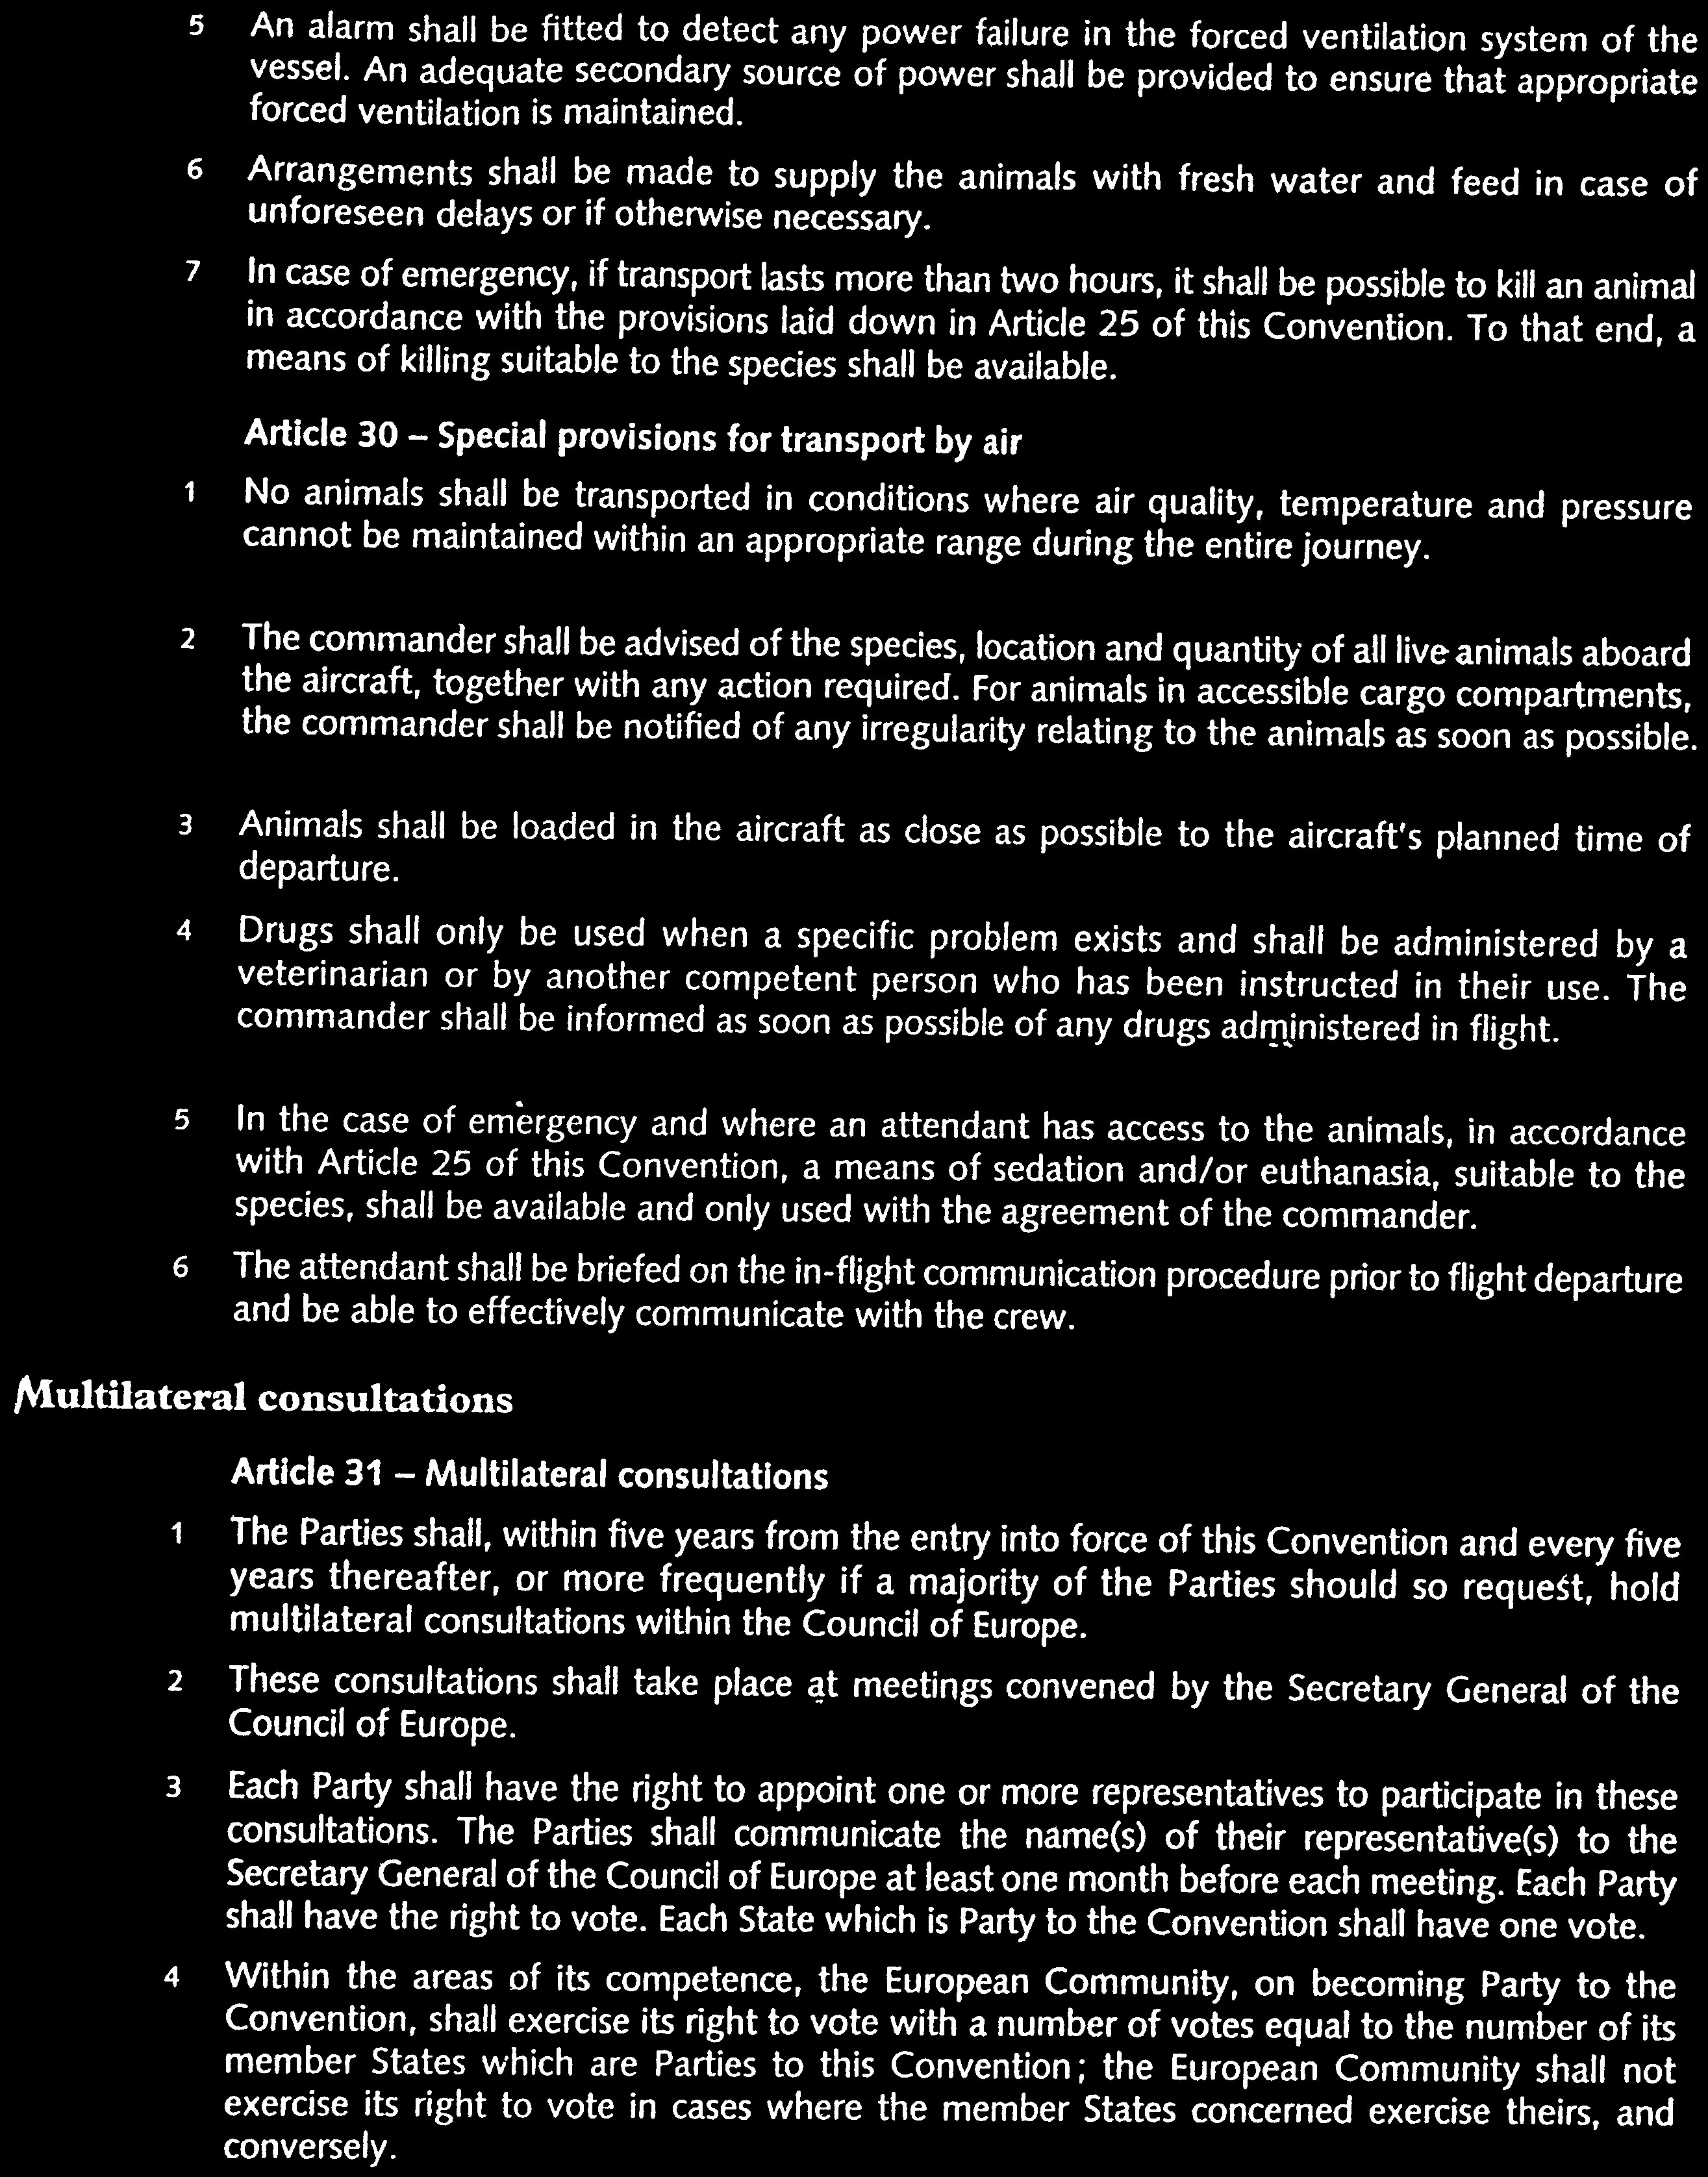 5 An alarm shall be fitted to detect any power failure in the forced ventilation system of the
vessel. An adequate secondary source of power shall be provided to ensure that appropriate
forced ventilation is maintained.
6 Arrangements shall be made to supply the animals with fresh water and feed in case of
unforeseen delays or if otherwise necessary.
7 In case of emergency, if transport lasts more than two hours, it shall be possible to kill an animal
in accordance with the provisions laid down in Article 25 of this Convention. To that end, a
means of killing suitable to the species shall be available.
Article 30 – Special provisions for transport by air
1 No animals shall be transported in conditions where air quality, temperature and pressure
cannot be maintained within an appropriate range during the entire journey.
2 The commander shall be advised of the species, location and quantity of all live animals aboard
the aircraft, together with any action required. For animals in accessible cargo compartments,
the commander shall be notified of any irregularity relating to the animals as soon as possible.
3 Animals shall be loaded in the aircraft as close as possible to the aircraft's planned time of
departure.
4 Drugs shall only be used when a specific problem exists and shall be administered by a
veterinarian or by another competent person who has been instructed in their use. The
commander shall be informed as soon as possible of any drugs administered in flight.
5 In the case of emergency and where an attendant has access to the animals, in accordance
with Article 25 of this Convention, a means of sedation and/or euthanasia, suitable to the
species, shall be available and only used with the agreement of the commander.
6 The attendant shall be briefed on the in-flight communication procedure prior to flight departure
and be able to effectively communicate with the crew.
Multilateral consultations
Article 31 – Multilateral consultations
1 The Parties shall, within five years from the entry into force of this Convention and every five
years thereafter, or more frequently if a majority of the Parties should so request, hold
multilateral consultations within the Council of Europe.
2 These consultations shall take place at meetings convened by the Secretary General of the
Council of Europe.
3 Each Party shall have the right to appoint one or more representatives to participate in these
consultations. The Parties shall communicate the name(s) of their representative(s) to the
Secretary General of the Council of Europe at least one month before each meeting. Each Party
shall have the right to vote. Each State which is Party to the Convention shall have one vote.
4 Within the areas of its competence, the European Community, on becoming Party to the
Convention, shall exercise its right to vote with a number of votes equal to the number of its
member States which are Parties to this Convention; the European Community shall not
exercise its right to vote in cases where the member States concerned exercise theirs, and
conversely.